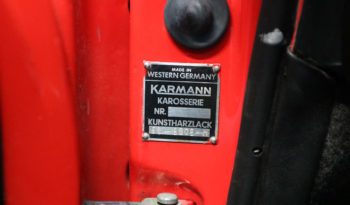 MADE IN
WESTERN GERMANY
KARMANN
KAROSSERIE
NR.
KUNSTHARZLACK